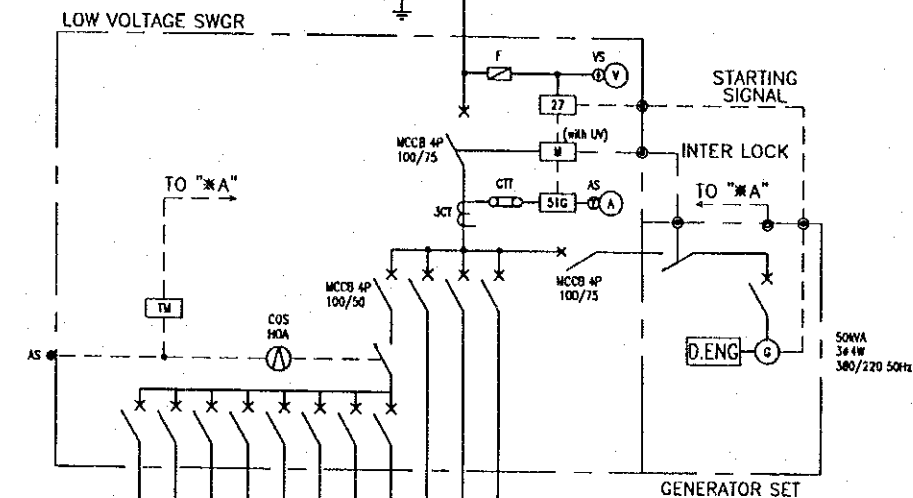 LOW VOLTAGE SWGR
F
VS
V
STARTING
SIGNAL
27
(with UV)
MCCB 4P
100/75
M
INTER LOCK
TO "※A"
CTT
51G
AS
A
TO "※A"
3CT
MCCB 4P
100/50
MCCB 4P
100/75
TM
COS
HOA
AS
D.ENG
G
50KVA
3ϕ4W
380/220 50Hz
GENERATOR SET